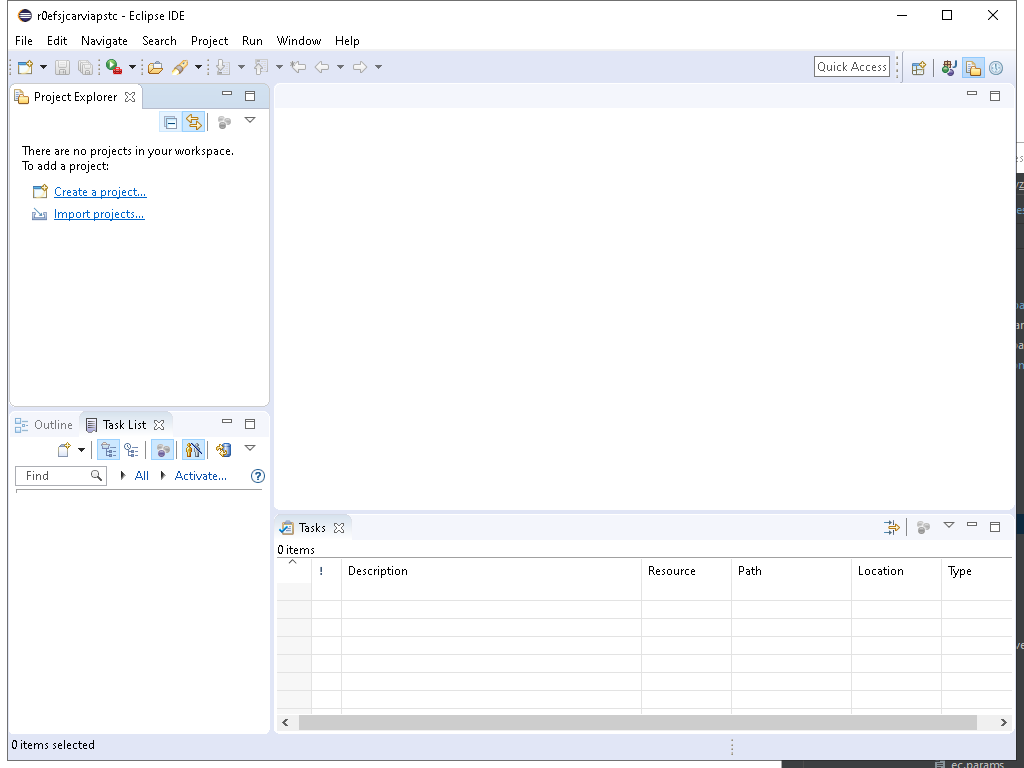 r0efsjcarviapstc - Eclipse IDE
File Edit Navigate Search Project Run Window Help
Quick Access
Project Explorer
There are no projects in your workspace.
To add a project:
Create a project...
Import projects...
Outline Task List
Find All Activate...
Tasks
0 items
! Description Resource Path Location Type
0 items selected
ec.params